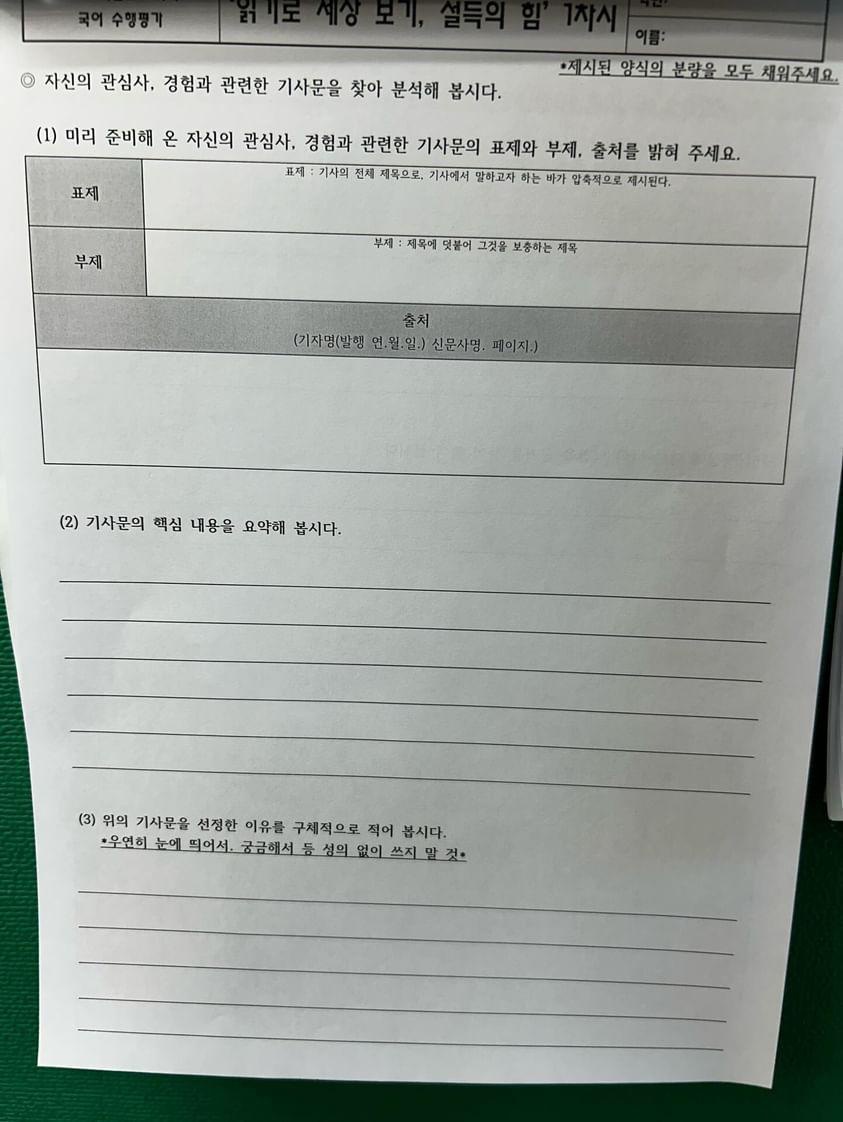 국어 수행평가
'읽기로 세상 보기, 설득의 힘' 1차시
이름:
*제시된 양식의 분량을 모두 채워주세요.
◎ 자신의 관심사, 경험과 관련한 기사문을 찾아 분석해 봅시다.
(1) 미리 준비해 온 자신의 관심사, 경험과 관련한 기사문의 표제와 부제, 출처를 밝혀 주세요.
표제
표제 : 기사의 전체 제목으로, 기사에서 말하고자 하는 바가 압축적으로 제시된다.
부제
부제 : 제목에 덧붙어 그것을 보충하는 제목
출처
(기자명(발행 연.월.일.) 신문사명. 페이지.)
(2) 기사문의 핵심 내용을 요약해 봅시다.
(3) 위의 기사문을 선정한 이유를 구체적으로 적어 봅시다.
*우연히 눈에 띄어서. 궁금해서 등 성의 없이 쓰지 말 것*